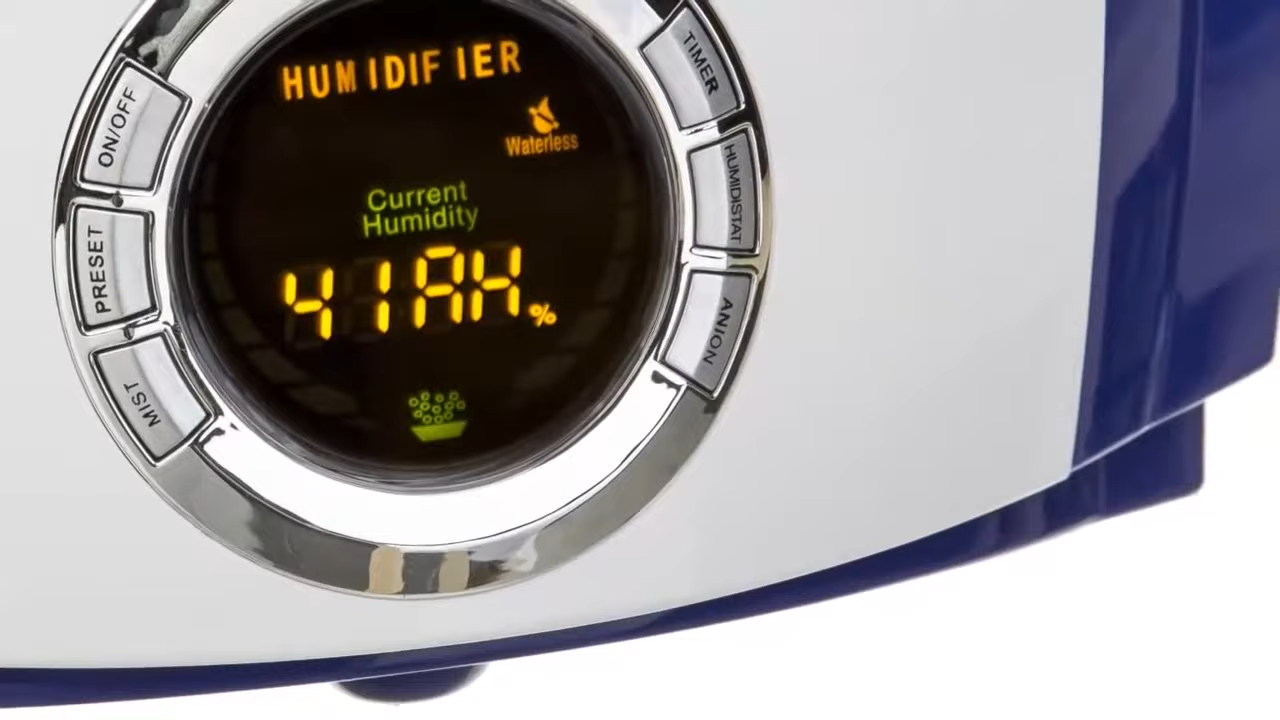 HUMIDIFIER
Waterless
Current
Humidity
41RH%
ON/OFF
PRESET
MIST
TIMER
HUMIDISTAT
ANION